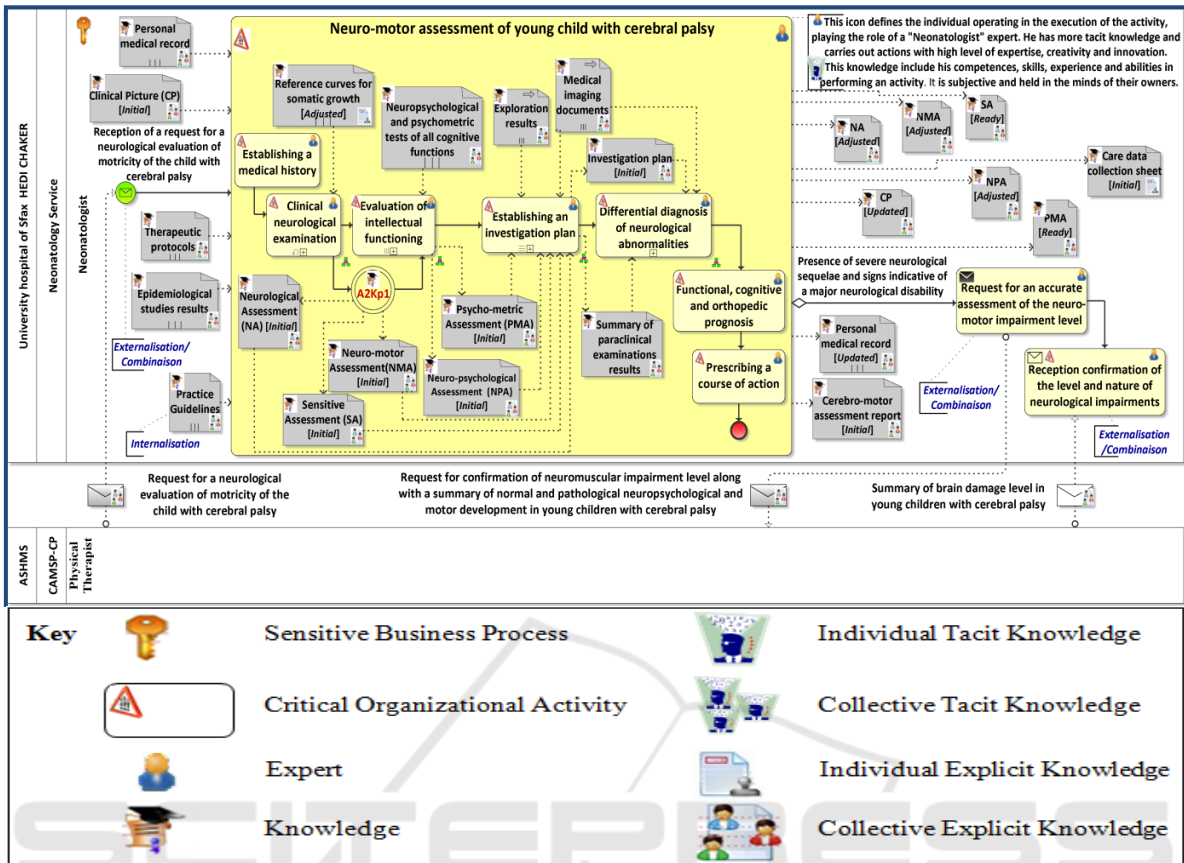 Neuro-motor assessment of young child with cerebral palsy
This icon defines the individual operating in the execution of the activity,
playing the role of a "Neonatologist" expert. He has more tacit knowledge and
carries out actions with high level of expertise, creativity and innovation.
This knowledge include his competences, skills, experience and abilities in
performing an activity. It is subjective and held in the minds of their owners.
University hospital of Sfax HEDI CHAKER
Neonatology Service
Neonatologist
Personal
medical record
Clinical Picture (CP)
[Initial]
Reception of a request for a
neurological evaluation of
motricity of the child with
cerebral palsy
Therapeutic
protocols
Epidemiological
studies results
Externalisation/
Combinaison
Practice
Guidelines
Internalisation
Reference curves for
somatic growth
[Adjusted]
Neuropsychological
and psychometric
tests of all cognitive
functions
Exploration
results
Medical
imaging
documents
Investigation plan
[Initial]
Establishing a
medical history
Clinical
neurological
examination
Evaluation of
intellectual
functioning
Establishing an
investigation plan
Differential diagnosis
of neurological
abnormalities
A2Kp1
Neurological
Assessment
(NA) [Initial]
Neuro-motor
Assessment(NMA)
[Initial]
Sensitive
Assessment (SA)
[Initial]
Psycho-metric
Assessment (PMA)
[Initial]
Neuro-psychological
Assessment (NPA)
[Initial]
Summary of
paraclinical
examinations
results
Functional, cognitive
and orthopedic
prognosis
Prescribing a
course of action
NA
[Adjusted]
NMA
[Adjusted]
SA
[Ready]
Care data
collection sheet
[Initial]
CP
[Updated]
NPA
[Adjusted]
PMA
[Ready]
Presence of severe neurological
sequelae and signs indicative of
a major neurological disability
Request for an accurate
assessment of the neuro-
motor impairment level
Personal
medical record
[Updated]
Cerebro-motor
assessment report
[Initial]
Externalisation/
Combinaison
Reception confirmation
of the level and nature of
neurological impairments
Externalisation
/Combinaison
Request for a neurological
evaluation of motricity of the
child with cerebral palsy
Request for confirmation of neuromuscular impairment level along
with a summary of normal and pathological neuropsychological and
motor development in young children with cerebral palsy
Summary of brain damage level in
young children with cerebral palsy
ASHMS
CAMSP-CP
Physical
Therapist
Key
Sensitive Business Process
Individual Tacit Knowledge
Critical Organizational Activity
Collective Tacit Knowledge
Expert
Individual Explicit Knowledge
Knowledge
Collective Explicit Knowledge
SCITEPRESS